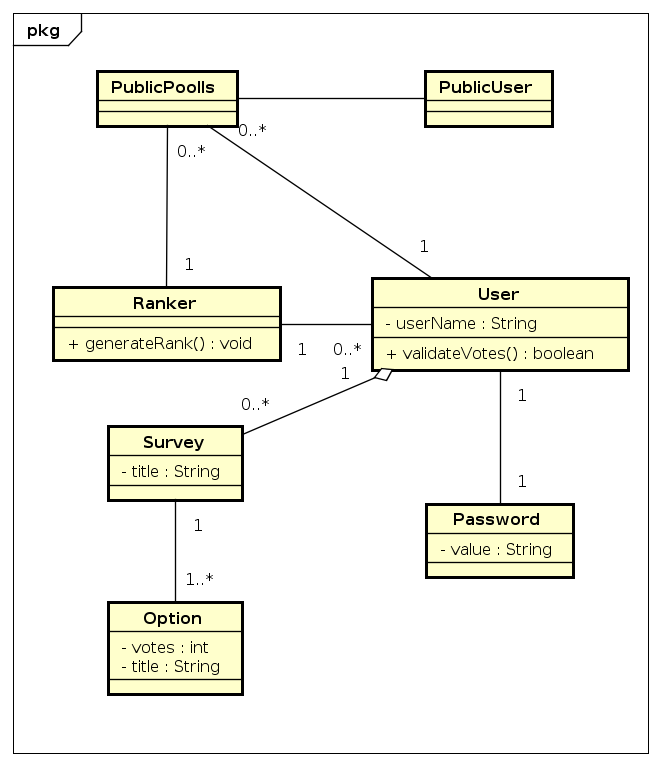 pkg
PublicPoolls
PublicUser
0..*
0..*
1
1
Ranker
+ generateRank() : void
User
- userName : String
+ validateVotes() : boolean
1
0..*
1
0..*
1
1
Survey
- title : String
Password
- value : String
1
1..*
Option
- votes : int
- title : String